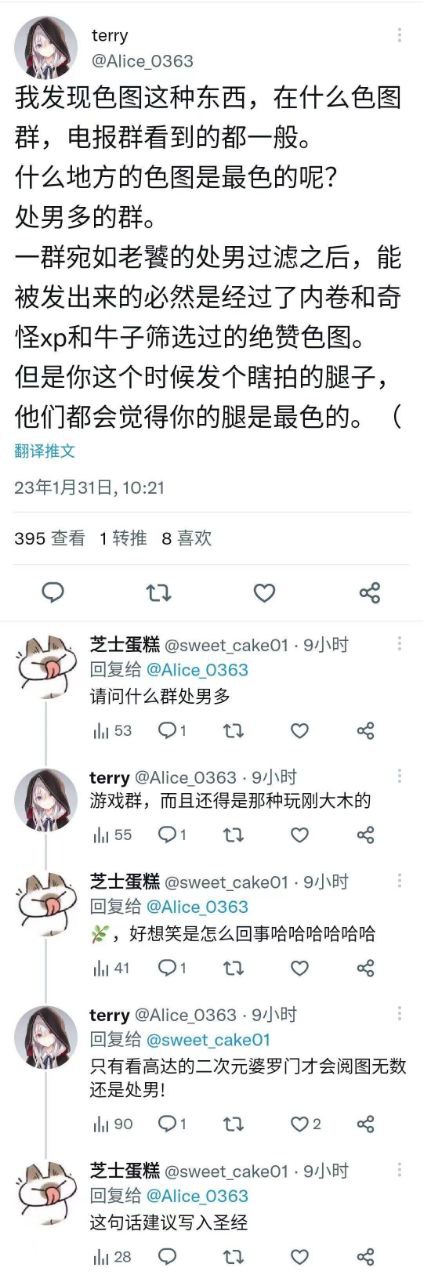 terry
@Alice_0363
我发现色图这种东西，在什么色图
群，电报群看到的都一般。
什么地方的色图是最色的呢？
处男多的群。
一群宛如老饕的处男过滤之后，能
被发出来的必然是经过了内卷和奇
怪xp和牛子筛选过的绝赞色图。
但是你这个时候发个瞎拍的腿子，
他们都会觉得你的腿是最色的。（
翻译推文
23年1月31日, 10:21
395 查看 1 转推 8 喜欢
芝士蛋糕 @sweet_cake01 · 9小时
回复给 @Alice_0363
请问什么群处男多
53 1
terry @Alice_0363 · 9小时
游戏群，而且还得是那种玩刚大木的
55 1
芝士蛋糕 @sweet_cake01 · 9小时
回复给 @Alice_0363
🌿，好想笑是怎么回事哈哈哈哈哈哈
41 1
terry @Alice_0363 · 9小时
回复给 @sweet_cake01
只有看高达的二次元婆罗门才会阅图无数
还是处男!
90 1 2
芝士蛋糕 @sweet_cake01 · 9小时
回复给 @Alice_0363
这句话建议写入圣经
28